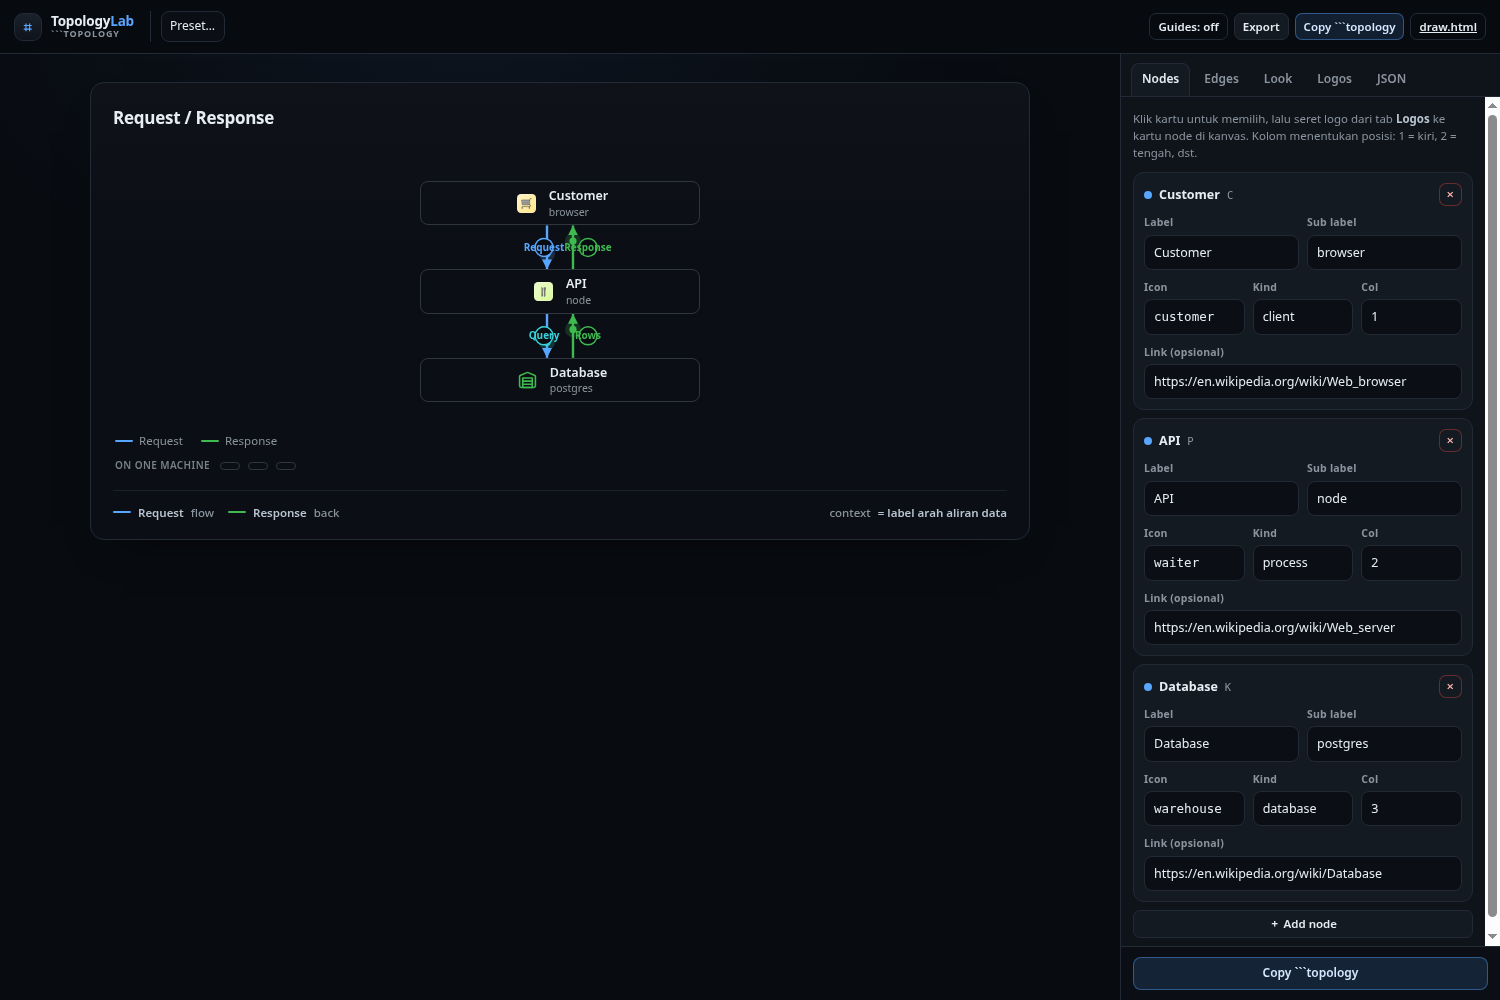 TopologyLab
```TOPOLOGY
Preset...
Guides: off
Export
Copy ```topology
draw.html
Request / Response
Customer
browser
Request
Response
API
node
Query
Rows
Database
postgres
Request
Response
ON ONE MACHINE
Request flow
Response back
context = label arah aliran data
Nodes
Edges
Look
Logos
JSON
Klik kartu untuk memilih, lalu seret logo dari tab Logos ke
kartu node di kanvas. Kolom menentukan posisi: 1 = kiri, 2 =
tengah, dst.
Customer C
×
Label
Sub label
Customer
browser
Icon
Kind
Col
customer
client
1
Link (opsional)
https://en.wikipedia.org/wiki/Web_browser
API P
×
Label
Sub label
API
node
Icon
Kind
Col
waiter
process
2
Link (opsional)
https://en.wikipedia.org/wiki/Web_server
Database K
×
Label
Sub label
Database
postgres
Icon
Kind
Col
warehouse
database
3
Link (opsional)
https://en.wikipedia.org/wiki/Database
+ Add node
Copy ```topology